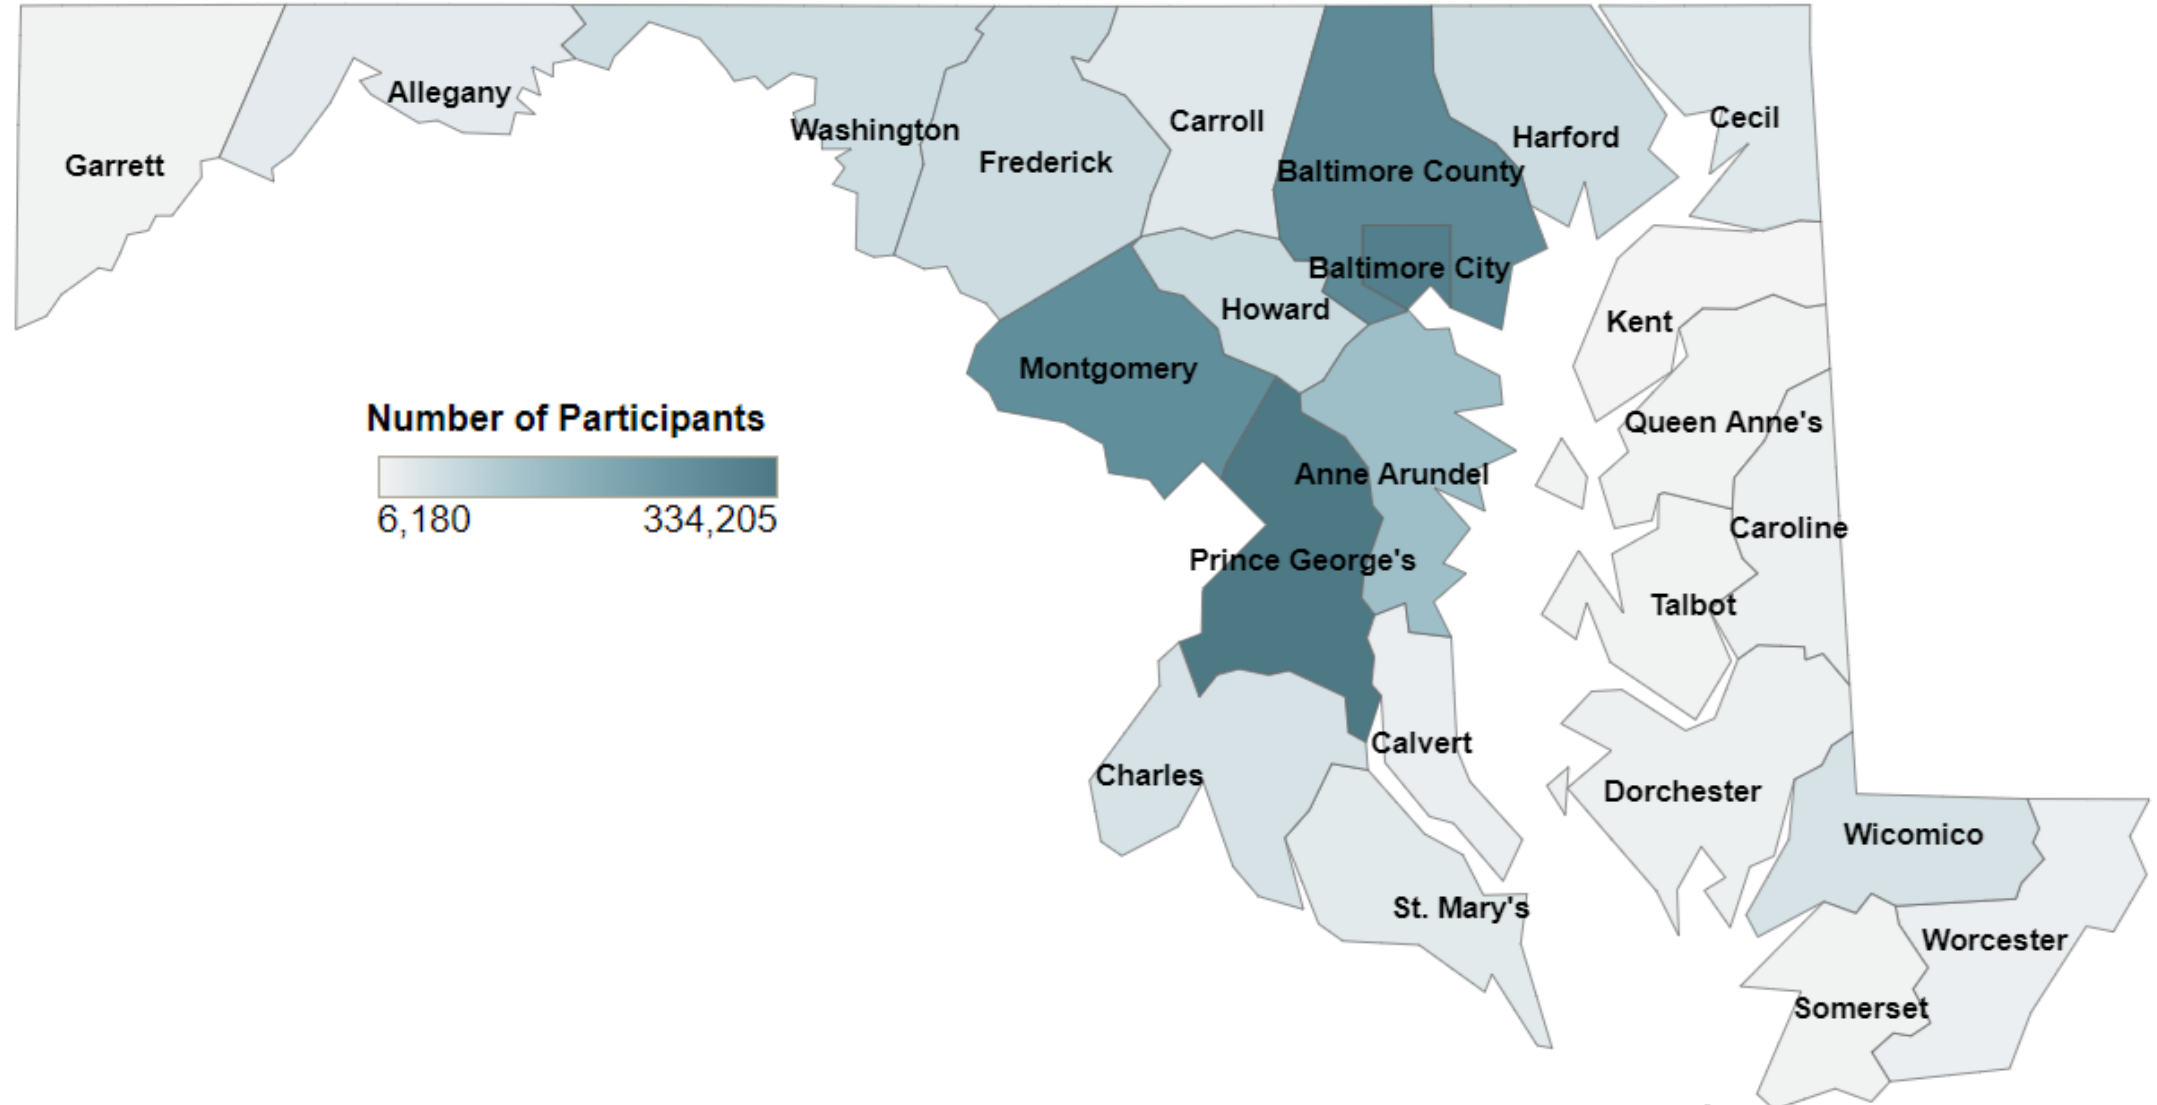 Allegany
Garrett
Washington
Frederick
Carroll
Baltimore County
Harford
Cecil
Baltimore City
Howard
Montgomery
Kent
Number of Participants
6,180
334,205
Queen Anne's
Anne Arundel
Caroline
Prince George's
Talbot
Calvert
Charles
Dorchester
Wicomico
St. Mary's
Worcester
Somerset